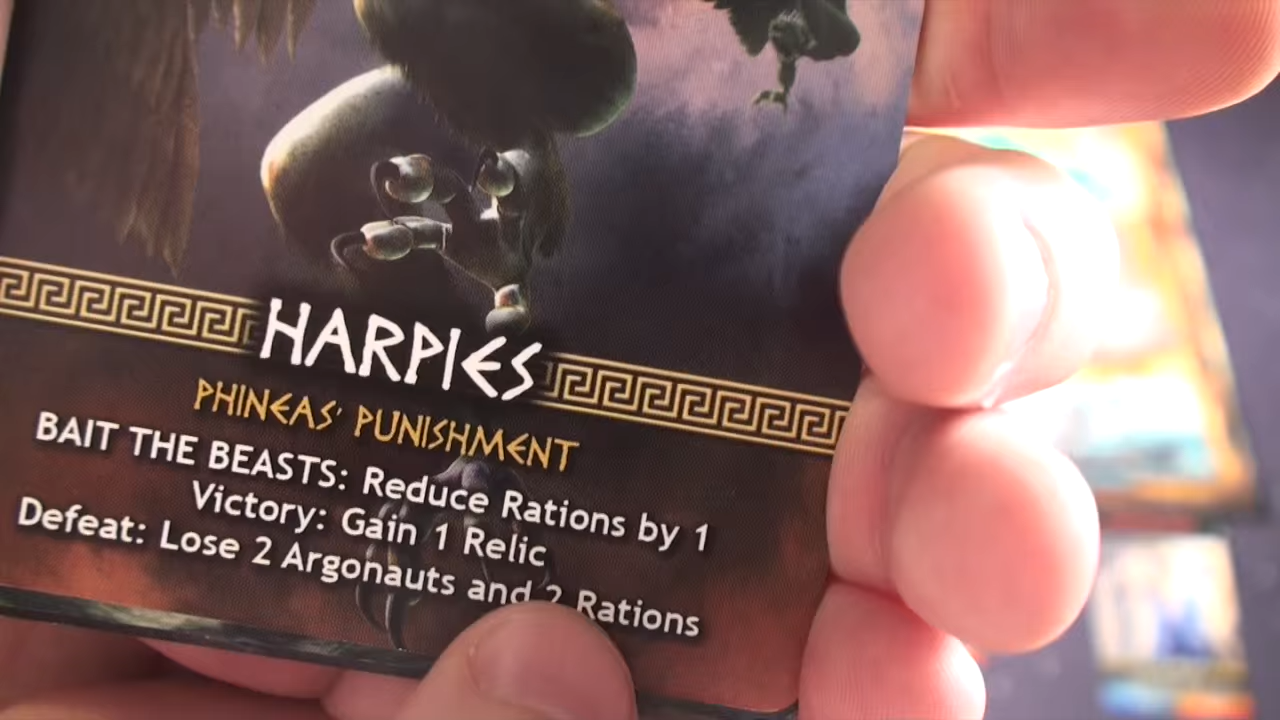 HARPIES
PHINEAS' PUNISHMENT
BAIT THE BEASTS: Reduce Rations by 1
Victory: Gain 1 Relic
Defeat: Lose 2 Argonauts and 2 Rations